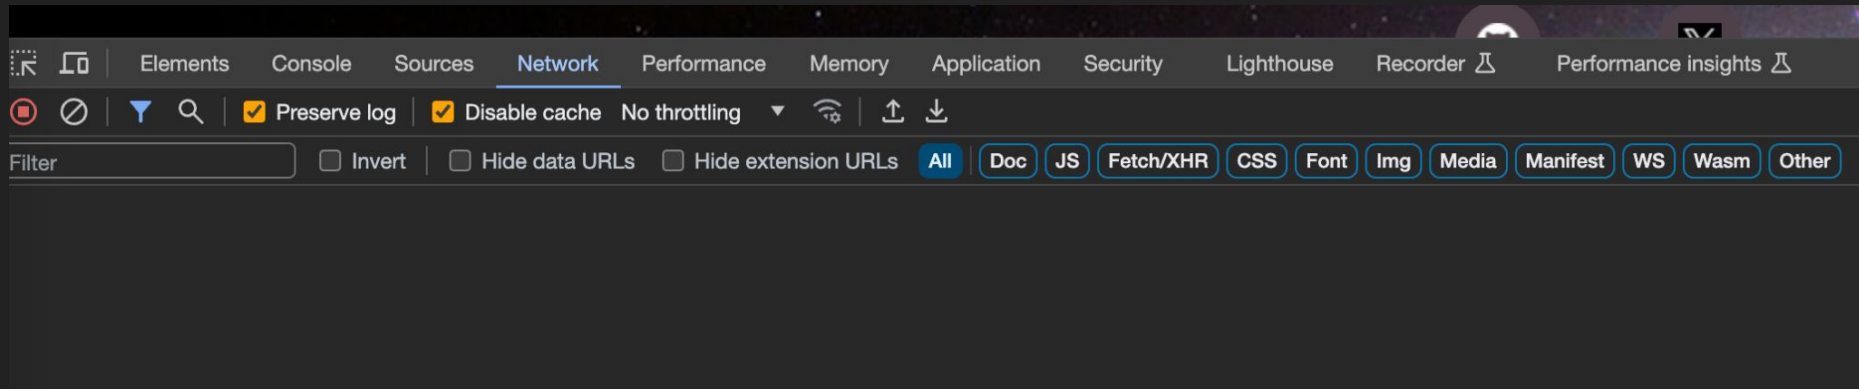 Elements Console Sources Network Performance Memory Application Security Lighthouse Recorder Performance insights
Preserve log Disable cache No throttling
Filter Invert Hide data URLs Hide extension URLs All Doc JS Fetch/XHR CSS Font Img Media Manifest WS Wasm Other